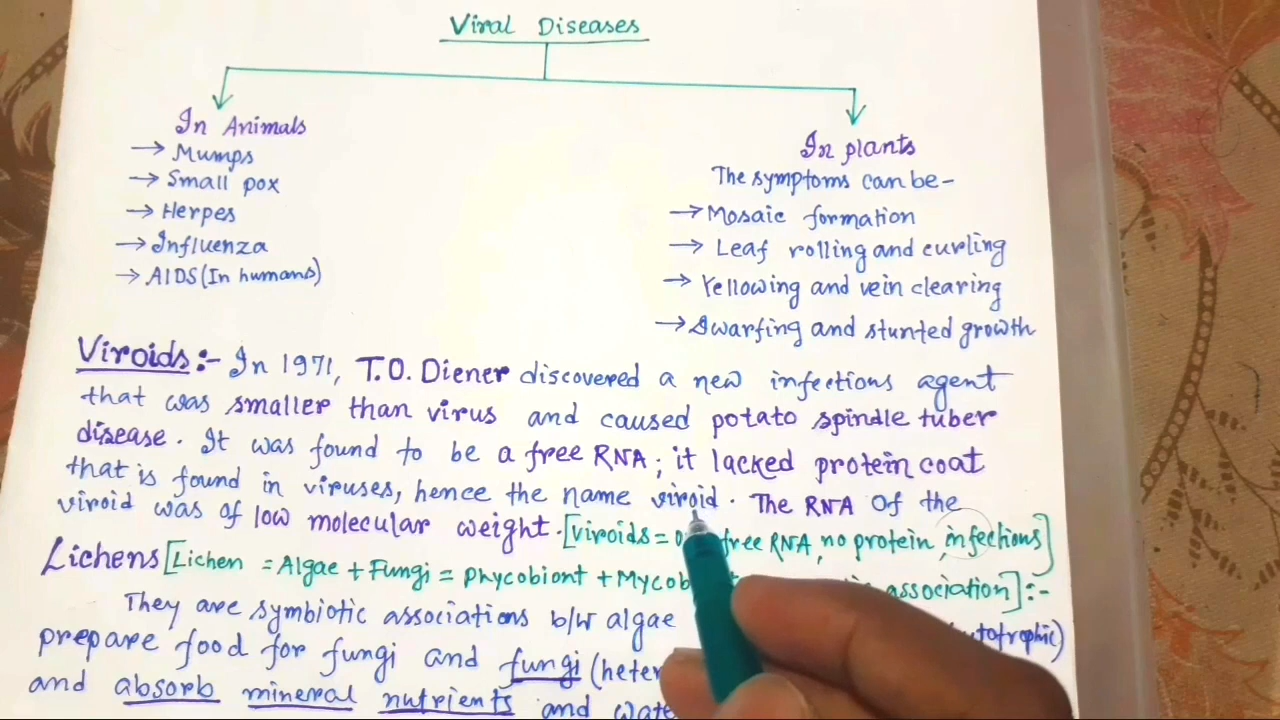 Viral Diseases
In Animals
→ Mumps
→ Small pox
→ Herpes
→ Influenza
→ AIDS (In humans)
In plants
The symptoms can be-
→ Mosaic formation
→ Leaf rolling and curling
→ Yellowing and vein clearing
→ Dwarfing and stunted growth
Viroids :- In 1971, T.O. Diener discovered a new infections agent
that was smaller than virus and caused potato spindle tuber
disease. It was found to be a free RNA; it lacked protein coat
that is found in viruses, hence the name viroid. The RNA of the
viroid was of low molecular weight. [Viroids = free RNA, no protein, infections]
Lichens [Lichen = Algae + Fungi = Phycobiont + association] :-
They are symbiotic associations b/w algae
prepare food for fungi and fungi
and absorb mineral nutrients and